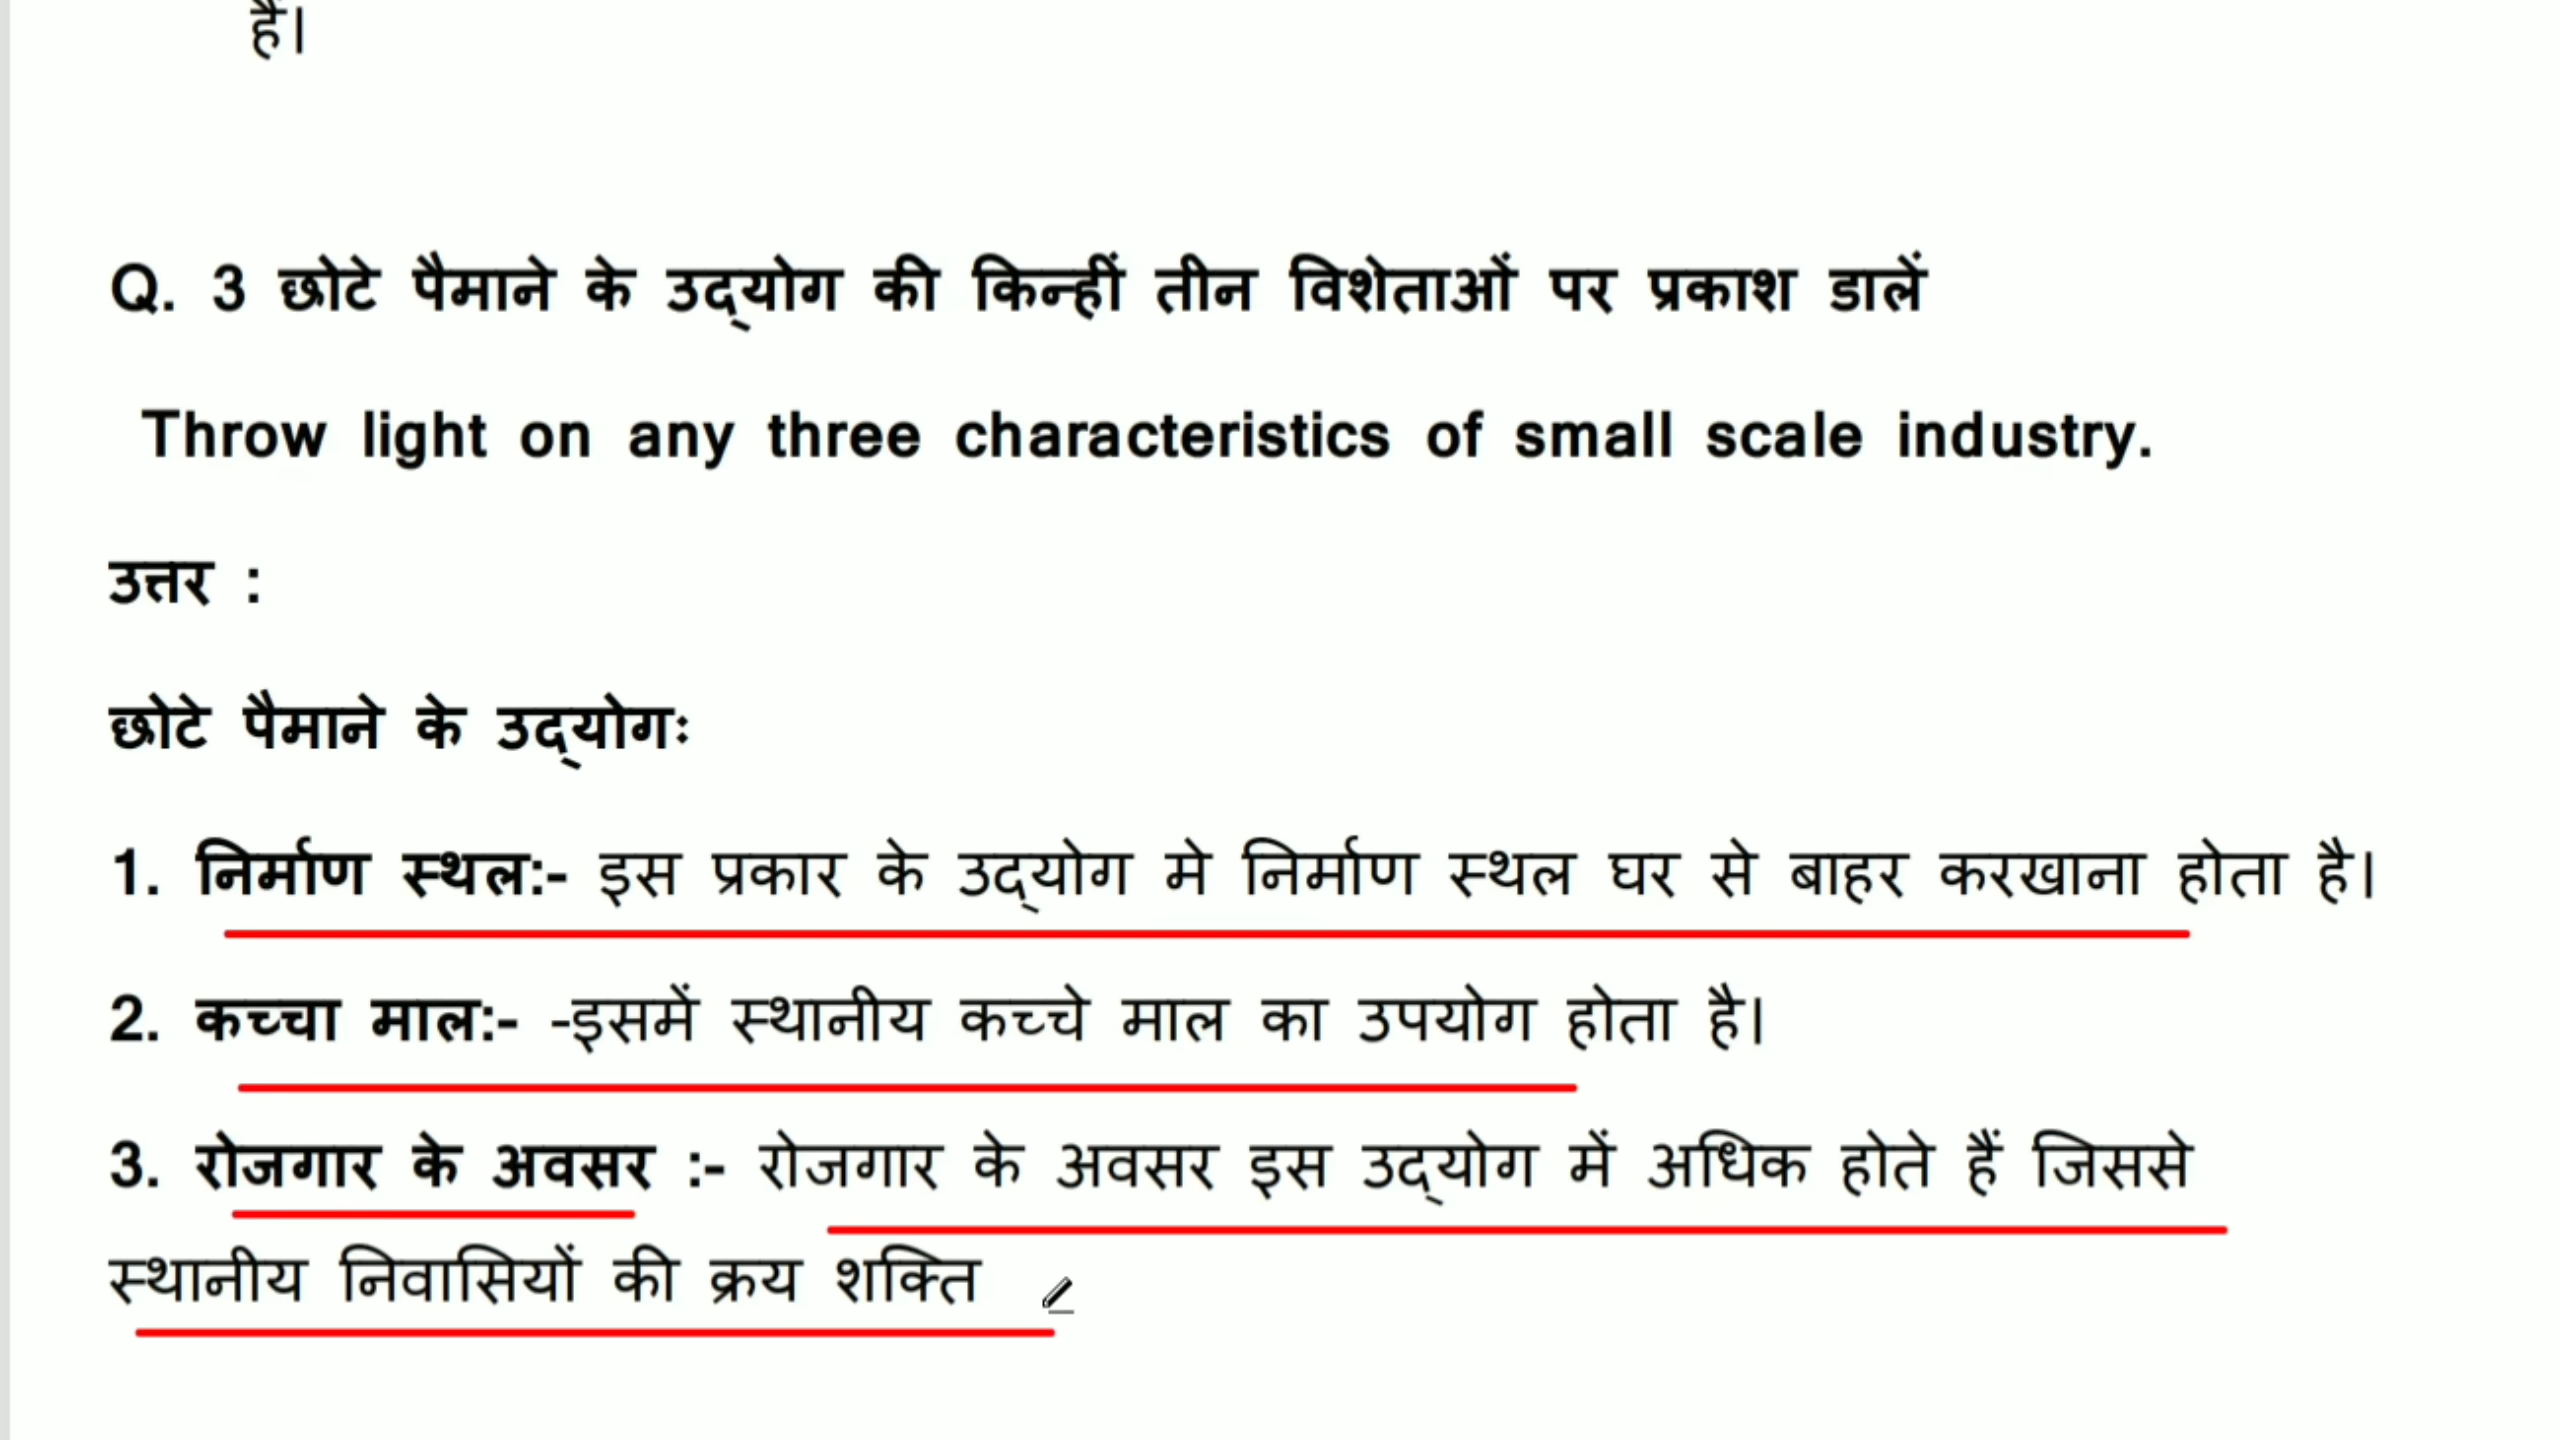 है।
Q. 3 छोटे पैमाने के उद्‌योग की किन्हीं तीन विशेताओं पर प्रकाश डालें
Throw light on any three characteristics of small scale industry.
उत्तर :
छोटे पैमाने के उद्‌योगः
1. निर्माण स्थल:- इस प्रकार के उद्‌योग मे निर्माण स्थल घर से बाहर करखाना होता है।
2. कच्चा माल:- -इसमें स्थानीय कच्चे माल का उपयोग होता है।
3. रोजगार के अवसर :- रोजगार के अवसर इस उद्‌योग में अधिक होते हैं जिससे
स्थानीय निवासियों की क्रय शक्ति